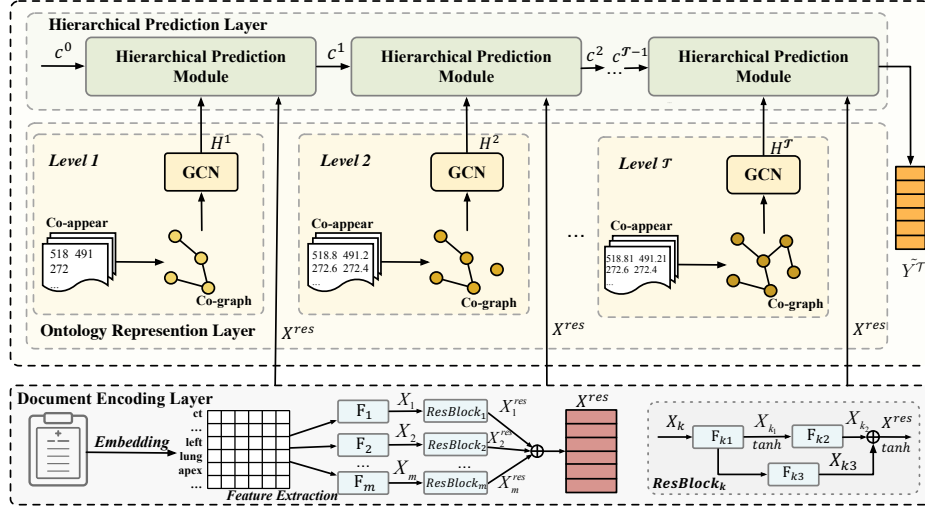 Hierarchical Prediction Layer
c^0
Hierarchical Prediction Module
c^1
Hierarchical Prediction Module
c^2 c^{𝒯-1}
...
Hierarchical Prediction Module
Level 1
H^1
GCN
Co-appear
518 491
272
...
Co-graph
Level 2
H^2
GCN
Co-appear
518.8 491.2
272.6 272.4
...
Co-graph
...
Level 𝒯
H^𝒯
GCN
Co-appear
518.81 491.21
272.6 272.4
...
Co-graph
Ỹ^𝒯
Ontology Represention Layer
X^{res}
X^{res}
X^{res}
Document Encoding Layer
Embedding
ct
...
left
lung
apex
...
Feature Extraction
F_1
X_1
ResBlock_1
X_1^{res}
F_2
X_2
ResBlock_2
X_2^{res}
...
...
F_m
X_m
ResBlock_m
X_m^{res}
X^{res}
X_k
F_{k1}
X_{k_1}
tanh
F_{k2}
X_{k_2}
X^{res}
tanh
F_{k3}
X_{k3}
ResBlock_k